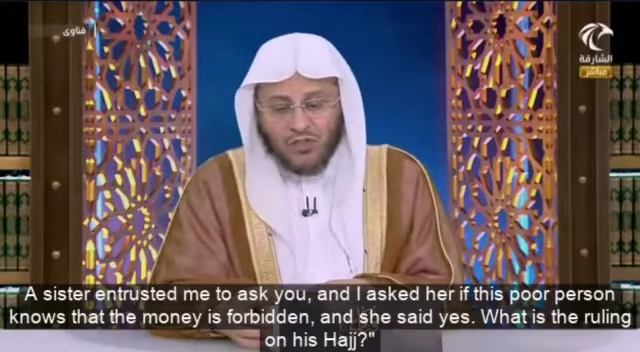 فتاوى
الشارقة
مباشر
A sister entrusted me to ask you, and I asked her if this poor person
knows that the money is forbidden, and she said yes. What is the ruling
on his Hajj?"